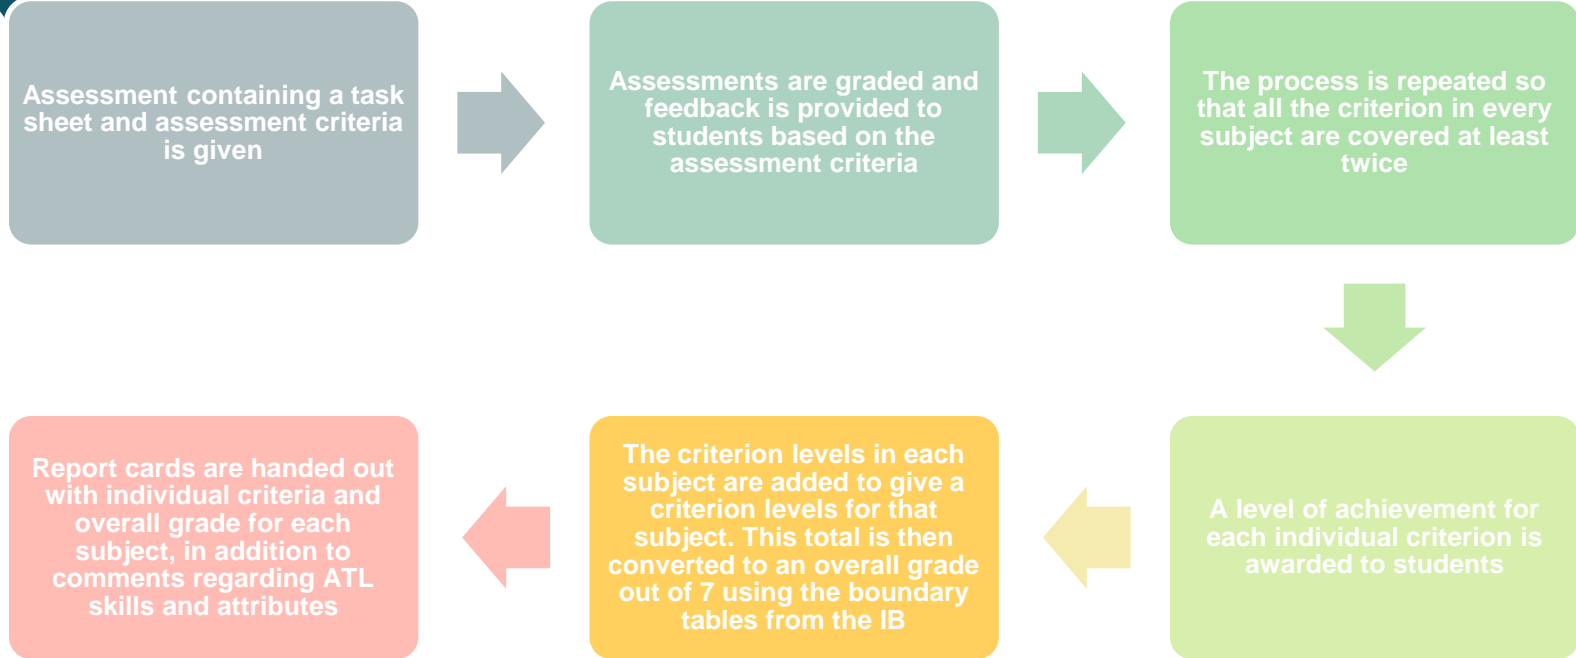 Assessment containing a task
sheet and assessment criteria
is given
Assessments are graded and
feedback is provided to
students based on the
assessment criteria
The process is repeated so
that all the criterion in every
subject are covered at least
twice
A level of achievement for
each individual criterion is
awarded to students
The criterion levels in each
subject are added to give a
criterion levels for that
subject. This total is then
converted to an overall grade
out of 7 using the boundary
tables from the IB
Report cards are handed out
with individual criteria and
overall grade for each
subject, in addition to
comments regarding ATL
skills and attributes